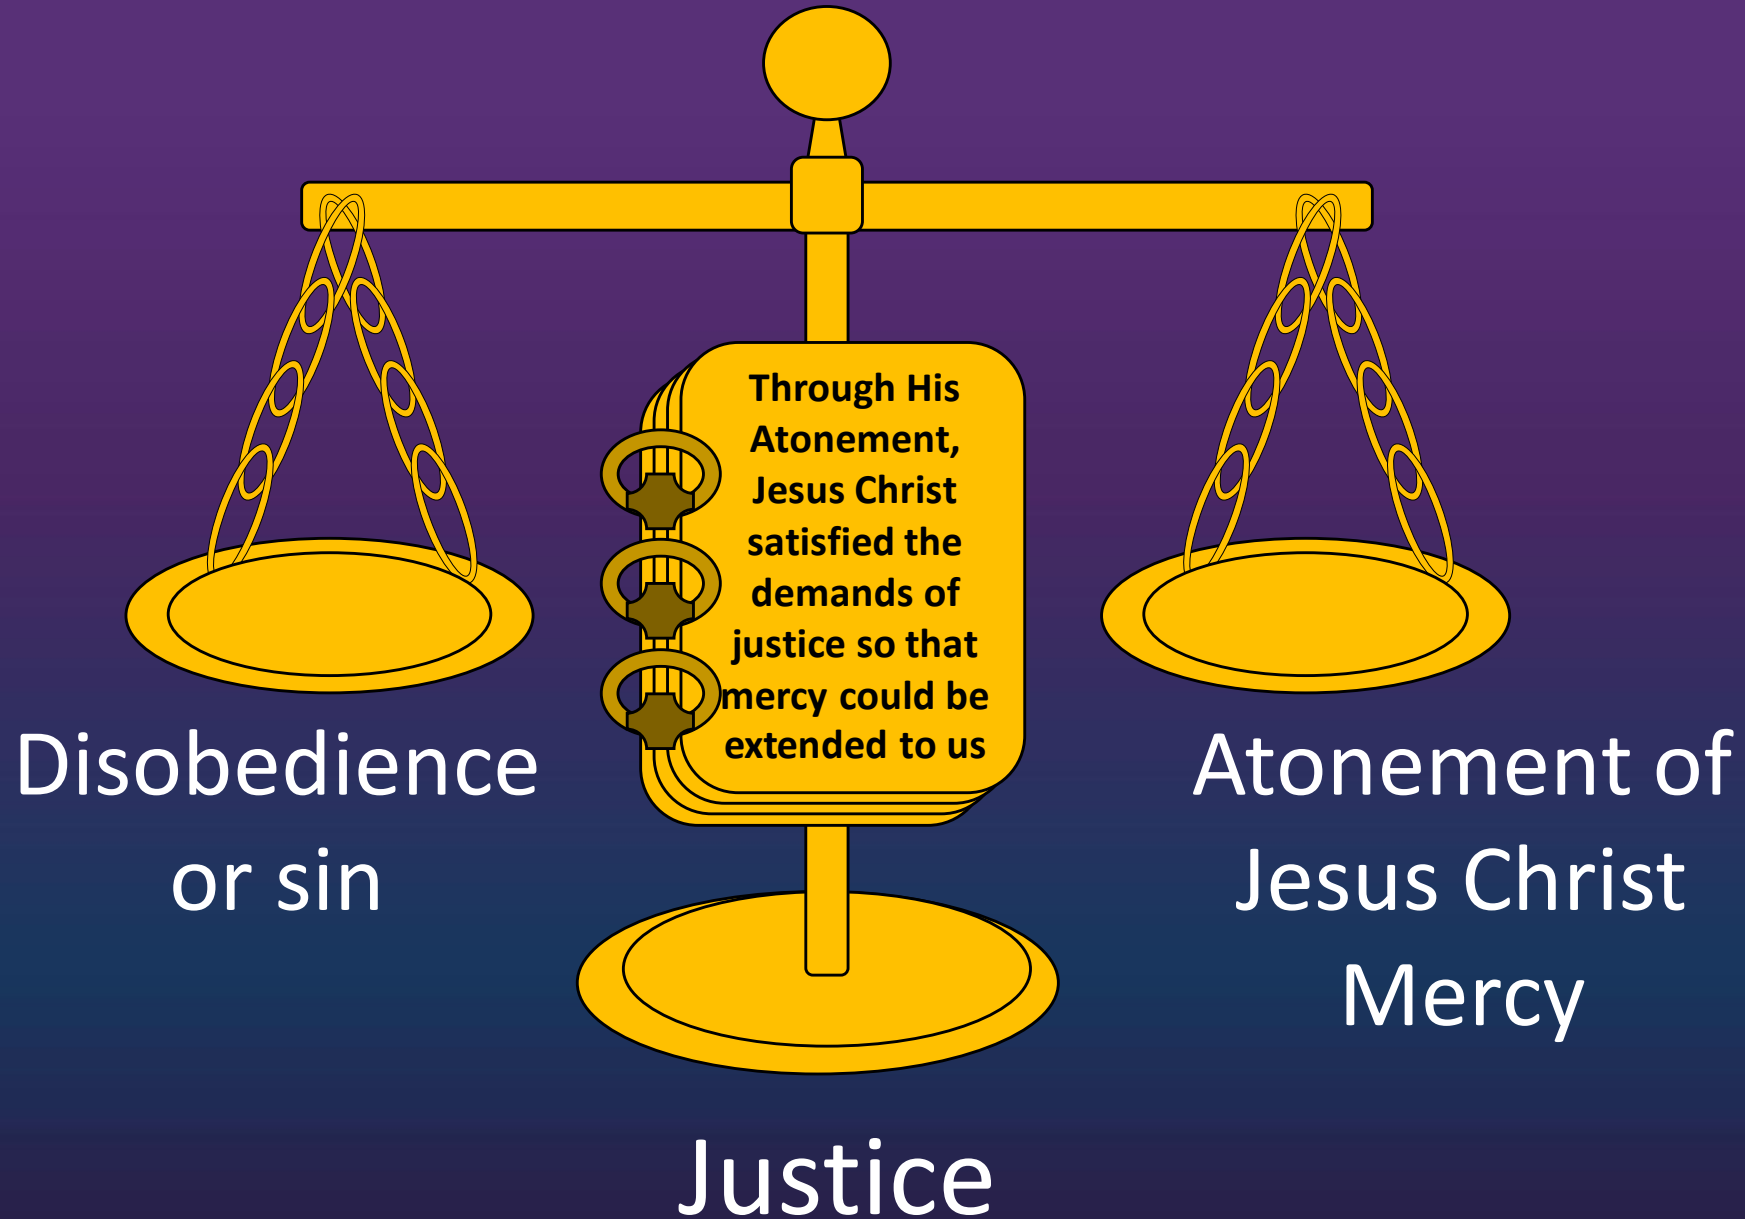 Through His
Atonement,
Jesus Christ
satisfied the
demands of
justice so that
mercy could be
extended to us
Disobedience
or sin
Atonement of
Jesus Christ
Mercy
Justice